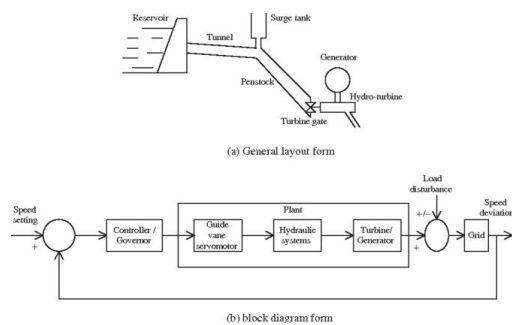 Reservoir
Surge tank
Tunnel
Generator
Penstock
Hydro-turbine
Turbine gate
(a) General layout form
Load
disturbance
Speed
setting
Plant
+/−
Speed
deviation
Controller /
Governor
Guide
vane
servomotor
Hydraulic
systems
Turbine/
Generator
Grid
+
+
(b) block diagram form